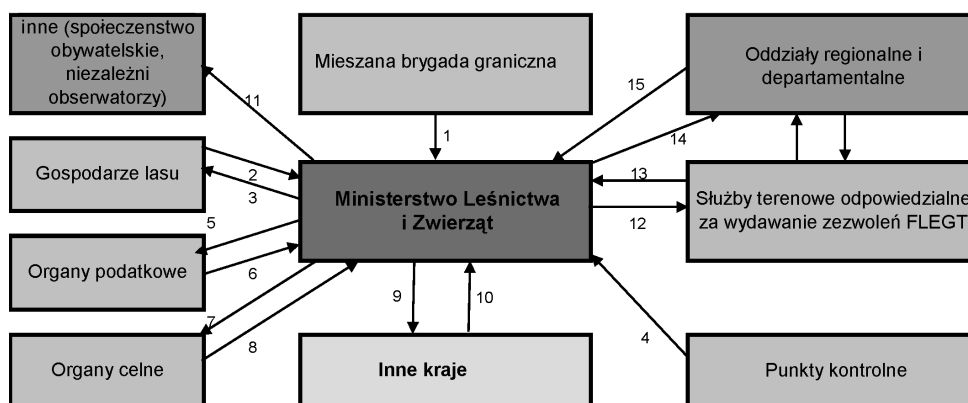 inne (społeczenstwo
obywatelskie,
niezależni
obserwatorzy)
Mieszana brygada graniczna
Oddziały regionalne i
departamentalne
11
1
15
14
Gospodarze lasu
2
3
Ministerstwo Leśnictwa
i Zwierząt
13
12
Służby terenowe odpowiedzialne
za wydawanie zezwoleń FLEGT
5
Organy podatkowe
6
7
8
9
10
4
Organy celne
Inne kraje
Punkty kontrolne